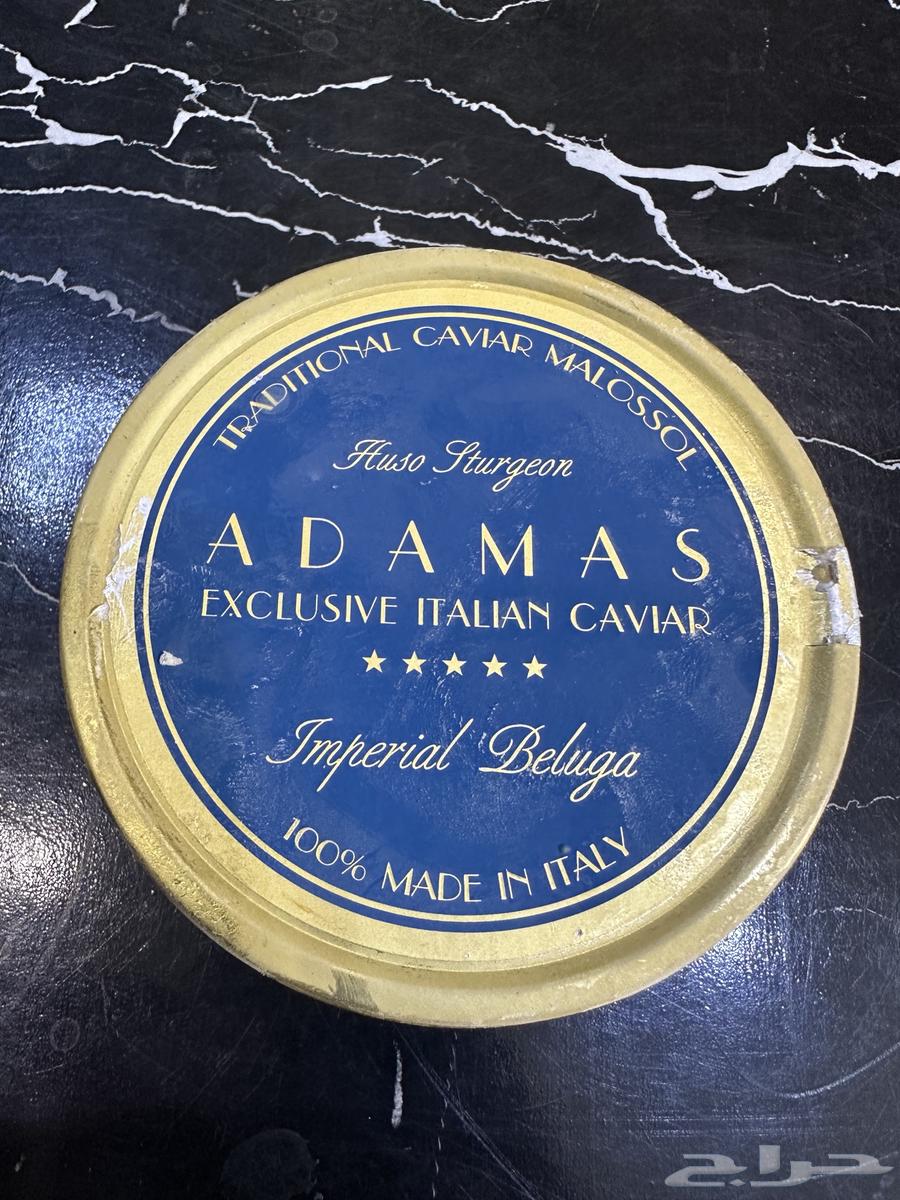 TRADITIONAL CAVIAR MALOSSOL
Huso Sturgeon
ADAMAS
EXCLUSIVE ITALIAN CAVIAR
Imperial Beluga
100% MADE IN ITALY
حراج